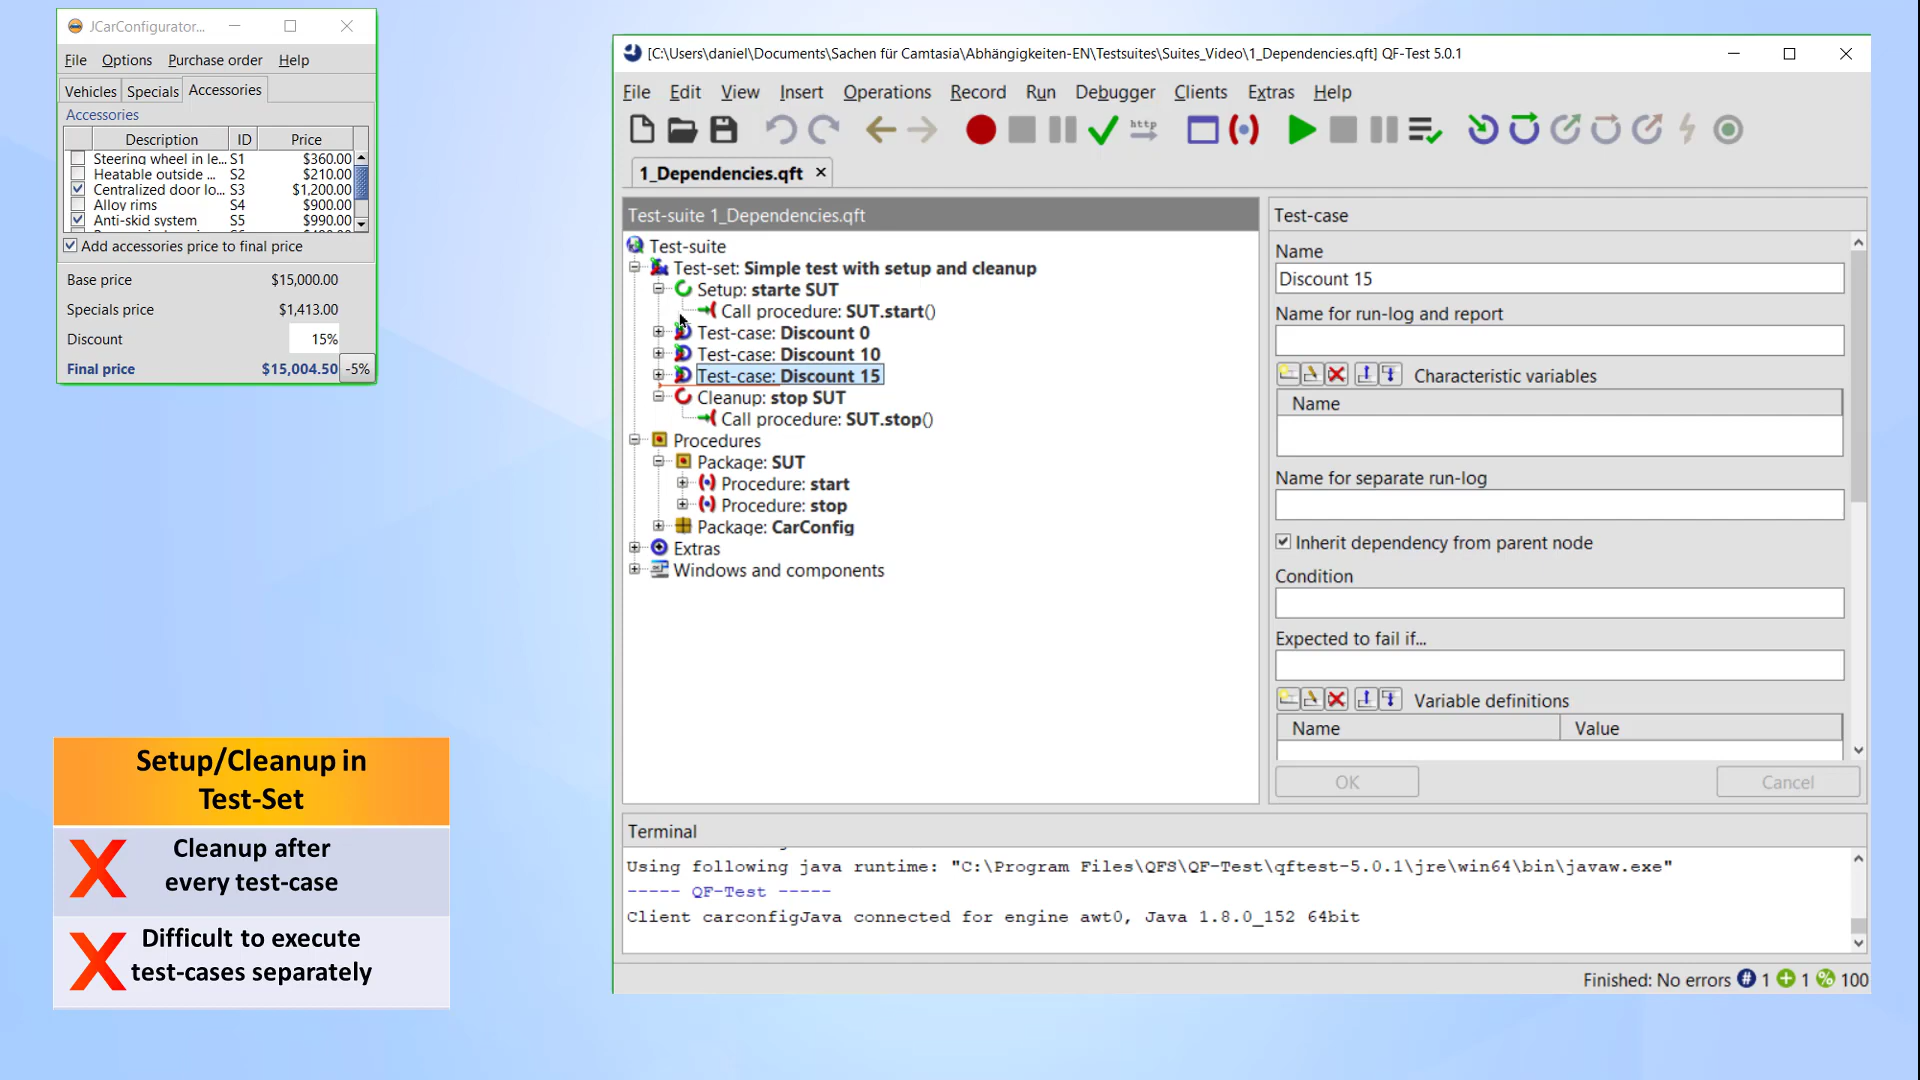 JCarConfigurator...
File Options Purchase order Help
Vehicles Specials Accessories
Accessories
Description ID Price
Steering wheel in le... S1 $360.00
Heatable outside ... S2 $210.00
Centralized door lo... S3 $1,200.00
Alloy rims S4 $900.00
Anti-skid system S5 $990.00
Add accessories price to final price
Base price $15,000.00
Specials price $1,413.00
Discount 15%
Final price $15,004.50 -5%
Setup/Cleanup in
Test-Set
X Cleanup after
every test-case
X Difficult to execute
test-cases separately
[C:\Users\daniel\Documents\Sachen für Camtasia\Abhängigkeiten-EN\Testsuites\Suites_Video\1_Dependencies.qft] QF-Test 5.0.1
File Edit View Insert Operations Record Run Debugger Clients Extras Help
http
1_Dependencies.qft
Test-suite 1_Dependencies.qft
Test-suite
Test-set: Simple test with setup and cleanup
Setup: starte SUT
Call procedure: SUT.start()
Test-case: Discount 0
Test-case: Discount 10
Test-case: Discount 15
Cleanup: stop SUT
Call procedure: SUT.stop()
Procedures
Package: SUT
Procedure: start
Procedure: stop
Package: CarConfig
Extras
Windows and components
Test-case
Name
Discount 15
Name for run-log and report
Characteristic variables
Name
Name for separate run-log
Inherit dependency from parent node
Condition
Expected to fail if...
Variable definitions
Name Value
OK Cancel
Terminal
Using following java runtime: "C:\Program Files\QFS\QF-Test\qftest-5.0.1\jre\win64\bin\javaw.exe"
----- QF-Test -----
Client carconfigJava connected for engine awt0, Java 1.8.0_152 64bit
Finished: No errors # 1 + 1 % 100